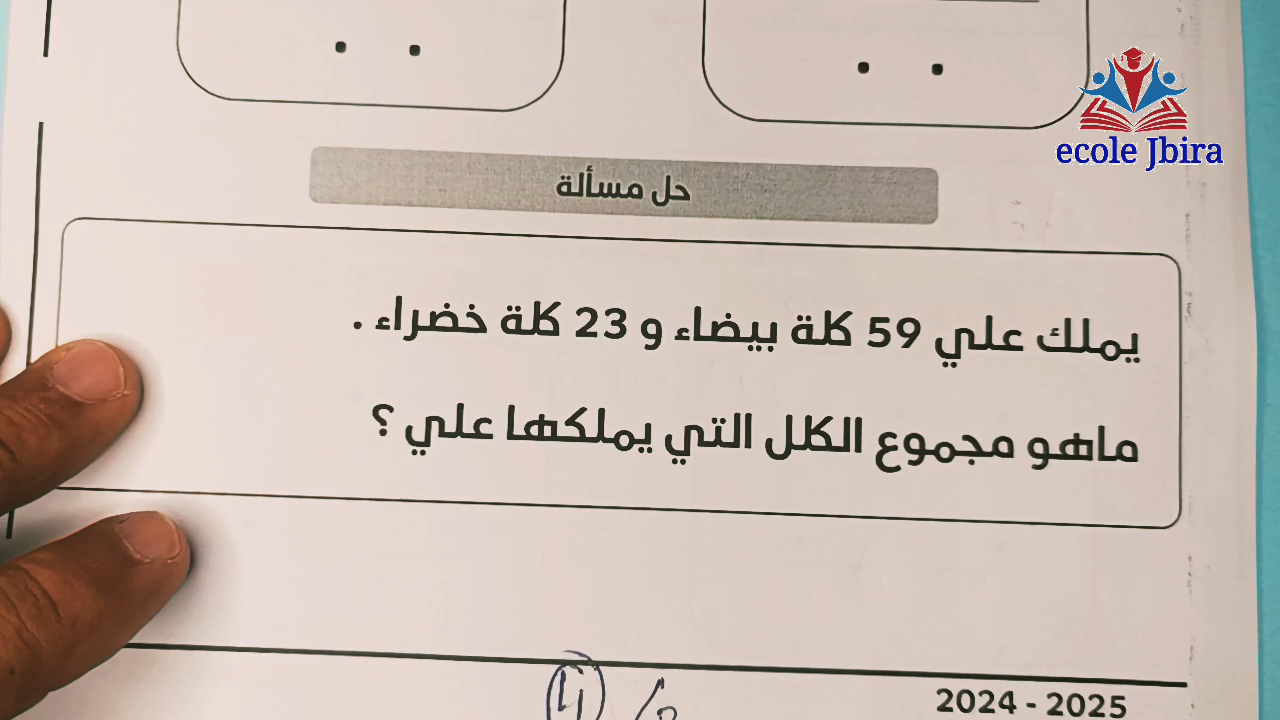 ecole Jbira
حل مسألة
يملك علي 59 كلة بيضاء و 23 كلة خضراء .
ماهو مجموع الكلل التي يملكها علي ؟
2024 - 2025